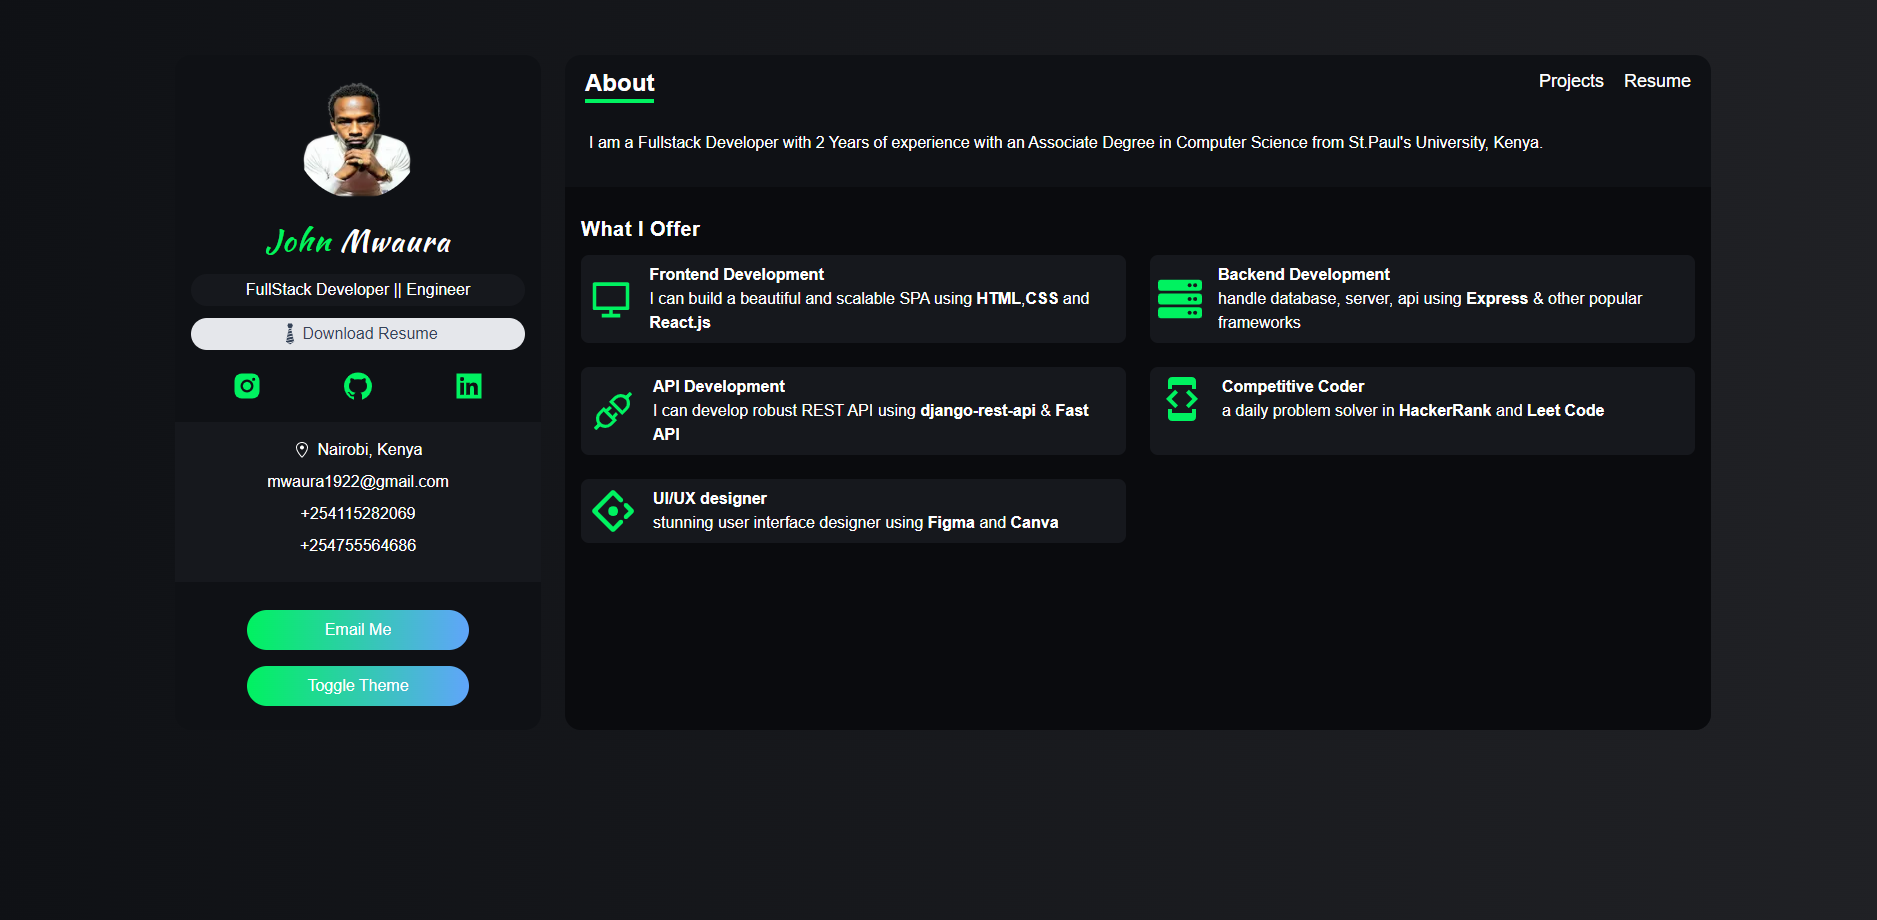 John Mwaura
FullStack Developer || Engineer
Download Resume
Nairobi, Kenya
mwaura1922@gmail.com
+254115282069
+254755564686
Email Me
Toggle Theme
About
Projects
Resume
I am a Fullstack Developer with 2 Years of experience with an Associate Degree in Computer Science from St.Paul's University, Kenya.
What I Offer
Frontend Development
I can build a beautiful and scalable SPA using HTML,CSS and
React.js
Backend Development
handle database, server, api using Express & other popular
frameworks
API Development
I can develop robust REST API using django-rest-api & Fast
API
Competitive Coder
a daily problem solver in HackerRank and Leet Code
UI/UX designer
stunning user interface designer using Figma and Canva